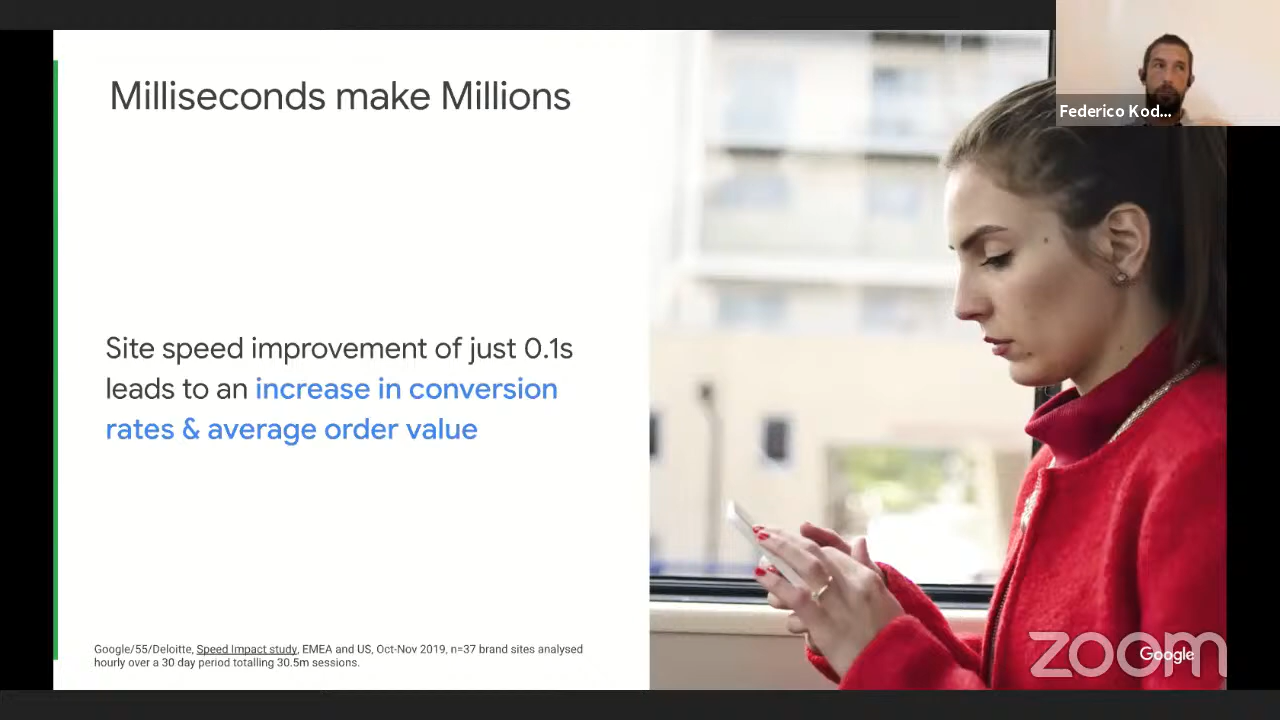 Milliseconds make Millions
Federico Kod...
Site speed improvement of just 0.1s
leads to an increase in conversion
rates & average order value
Google/55/Deloitte, Speed Impact study, EMEA and US, Oct-Nov 2019, n=37 brand sites analysed
hourly over a 30 day period totalling 30.5m sessions.
Google
zoom